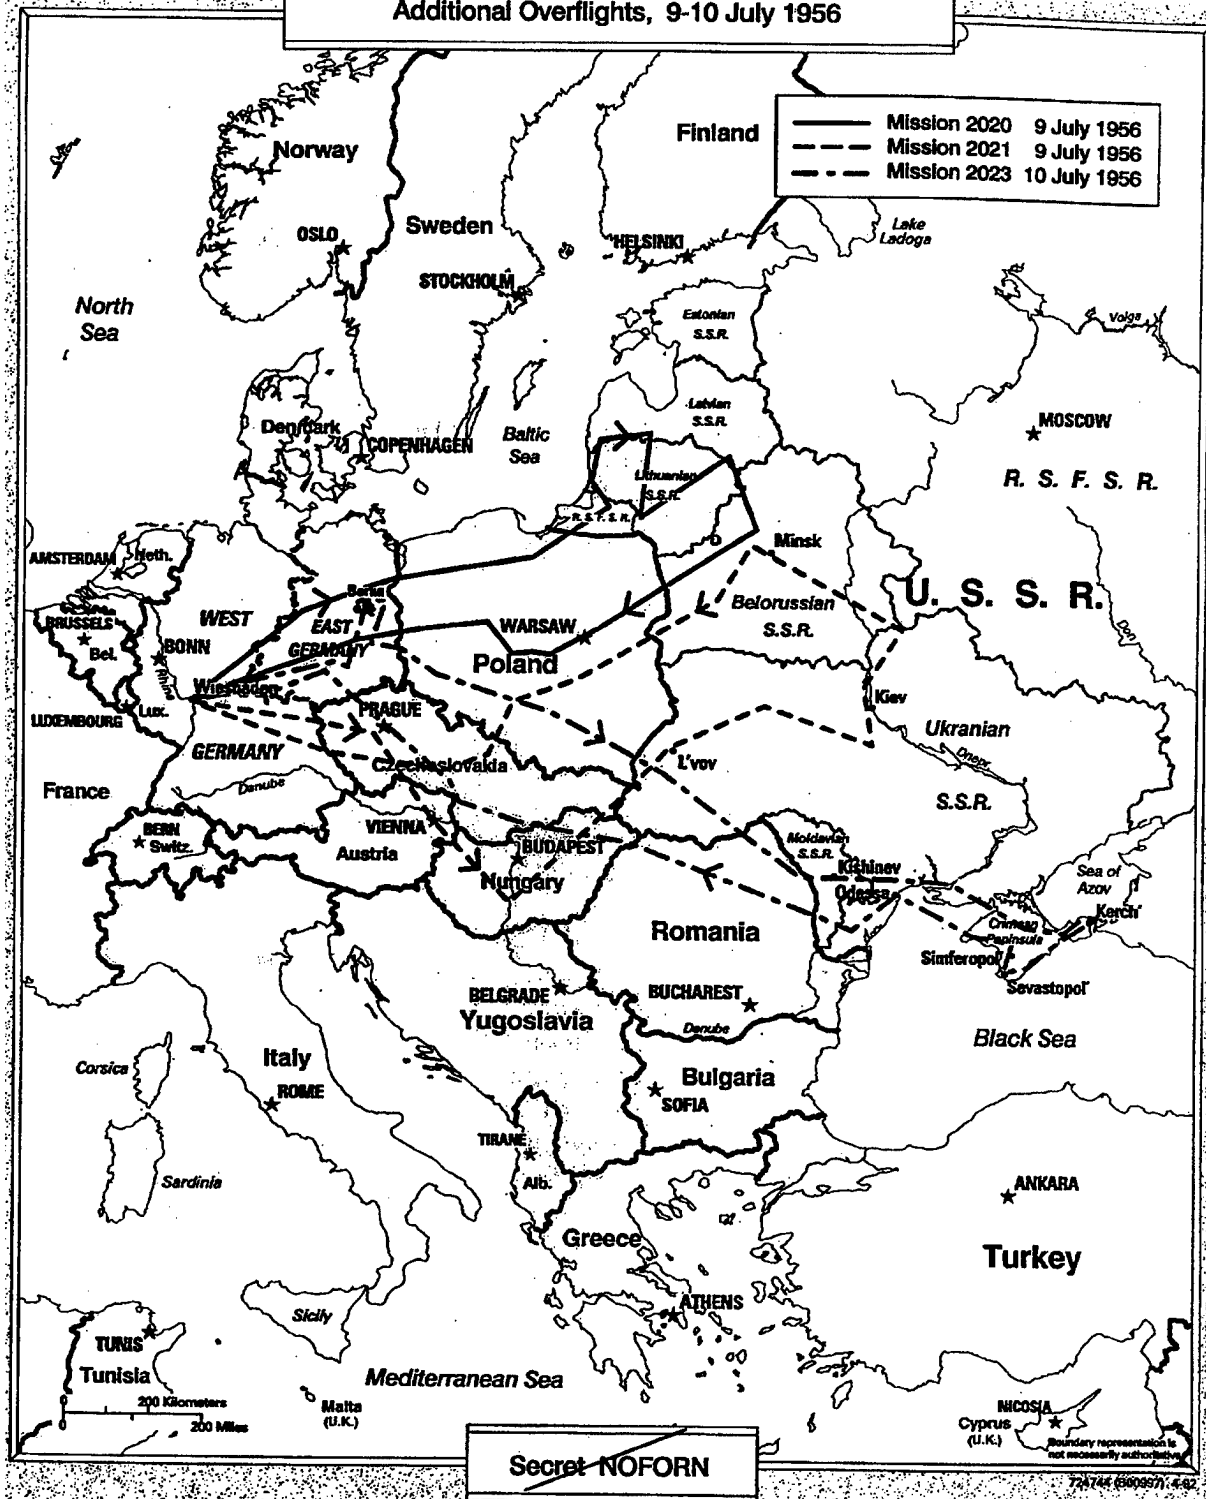 Additional Overflights, 9-10 July 1956
Mission 2020 9 July 1956
Mission 2021 9 July 1956
Mission 2023 10 July 1956
Norway
Finland
Sweden
OSLO
HELSINKI
Lake
Ladoga
STOCKHOLM
North
Sea
Estonian
S.S.R.
Volga
Latvian
S.S.R.
Denmark
COPENHAGEN
Baltic
Sea
MOSCOW
R. S. F. S. R.
Lithuanian
S.S.R.
R. S. F. S. R.
AMSTERDAM
Neth.
Minsk
U. S. S. R.
Berlin
BRUSSELS
Bel.
WEST
EAST
GERMANY
WARSAW
Belorussian
S.S.R.
Don
BONN
Rhine
Poland
Wiesbaden
Kiev
LUXEMBOURG
Lux.
PRAGUE
Ukranian
Dnepr
GERMANY
Czechoslovakia
L'vov
France
Danube
S.S.R.
BERN
Switz.
VIENNA
Austria
BUDAPEST
Hungary
Moldavian
S.S.R.
Kishinev
Odessa
Sea of
Azov
Kerch'
Crimean
Peninsula
Romania
Simferopol'
Sevastopol'
BELGRADE
Yugoslavia
BUCHAREST
Danube
Black Sea
Corsica
Italy
ROME
Bulgaria
SOFIA
TIRANE
Alb.
Sardinia
ANKARA
Greece
Turkey
Sicily
ATHENS
TUNIS
Tunisia
Mediterranean Sea
0 200 Kilometers
0 200 Miles
Malta
(U.K.)
NICOSIA
Cyprus
(U.K.)
Boundary representation is
not necessarily authoritative
Secret NOFORN